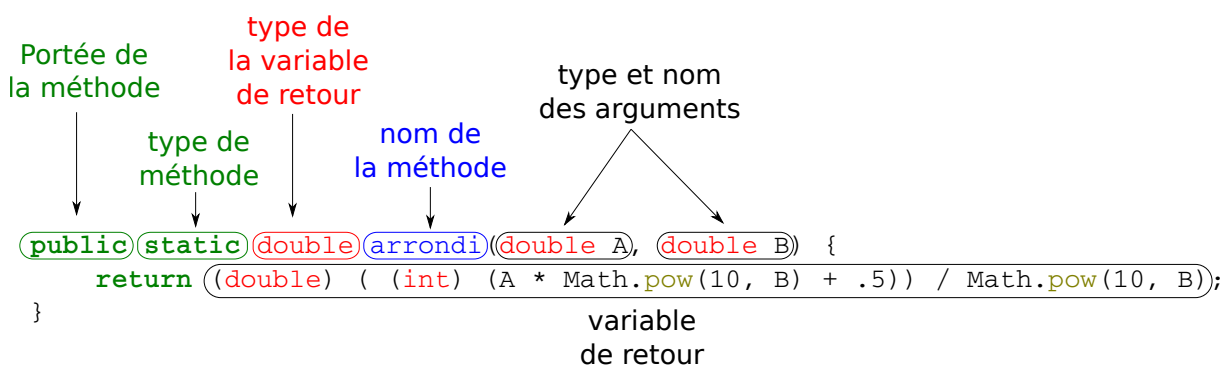 Portée de
la méthode
type de
la variable
de retour
type et nom
des arguments
type de
méthode
nom de
la méthode
public static double arrondi(double A, double B) {
return (double) ( (int) (A * Math.pow(10, B) + .5)) / Math.pow(10, B);
}
variable
de retour